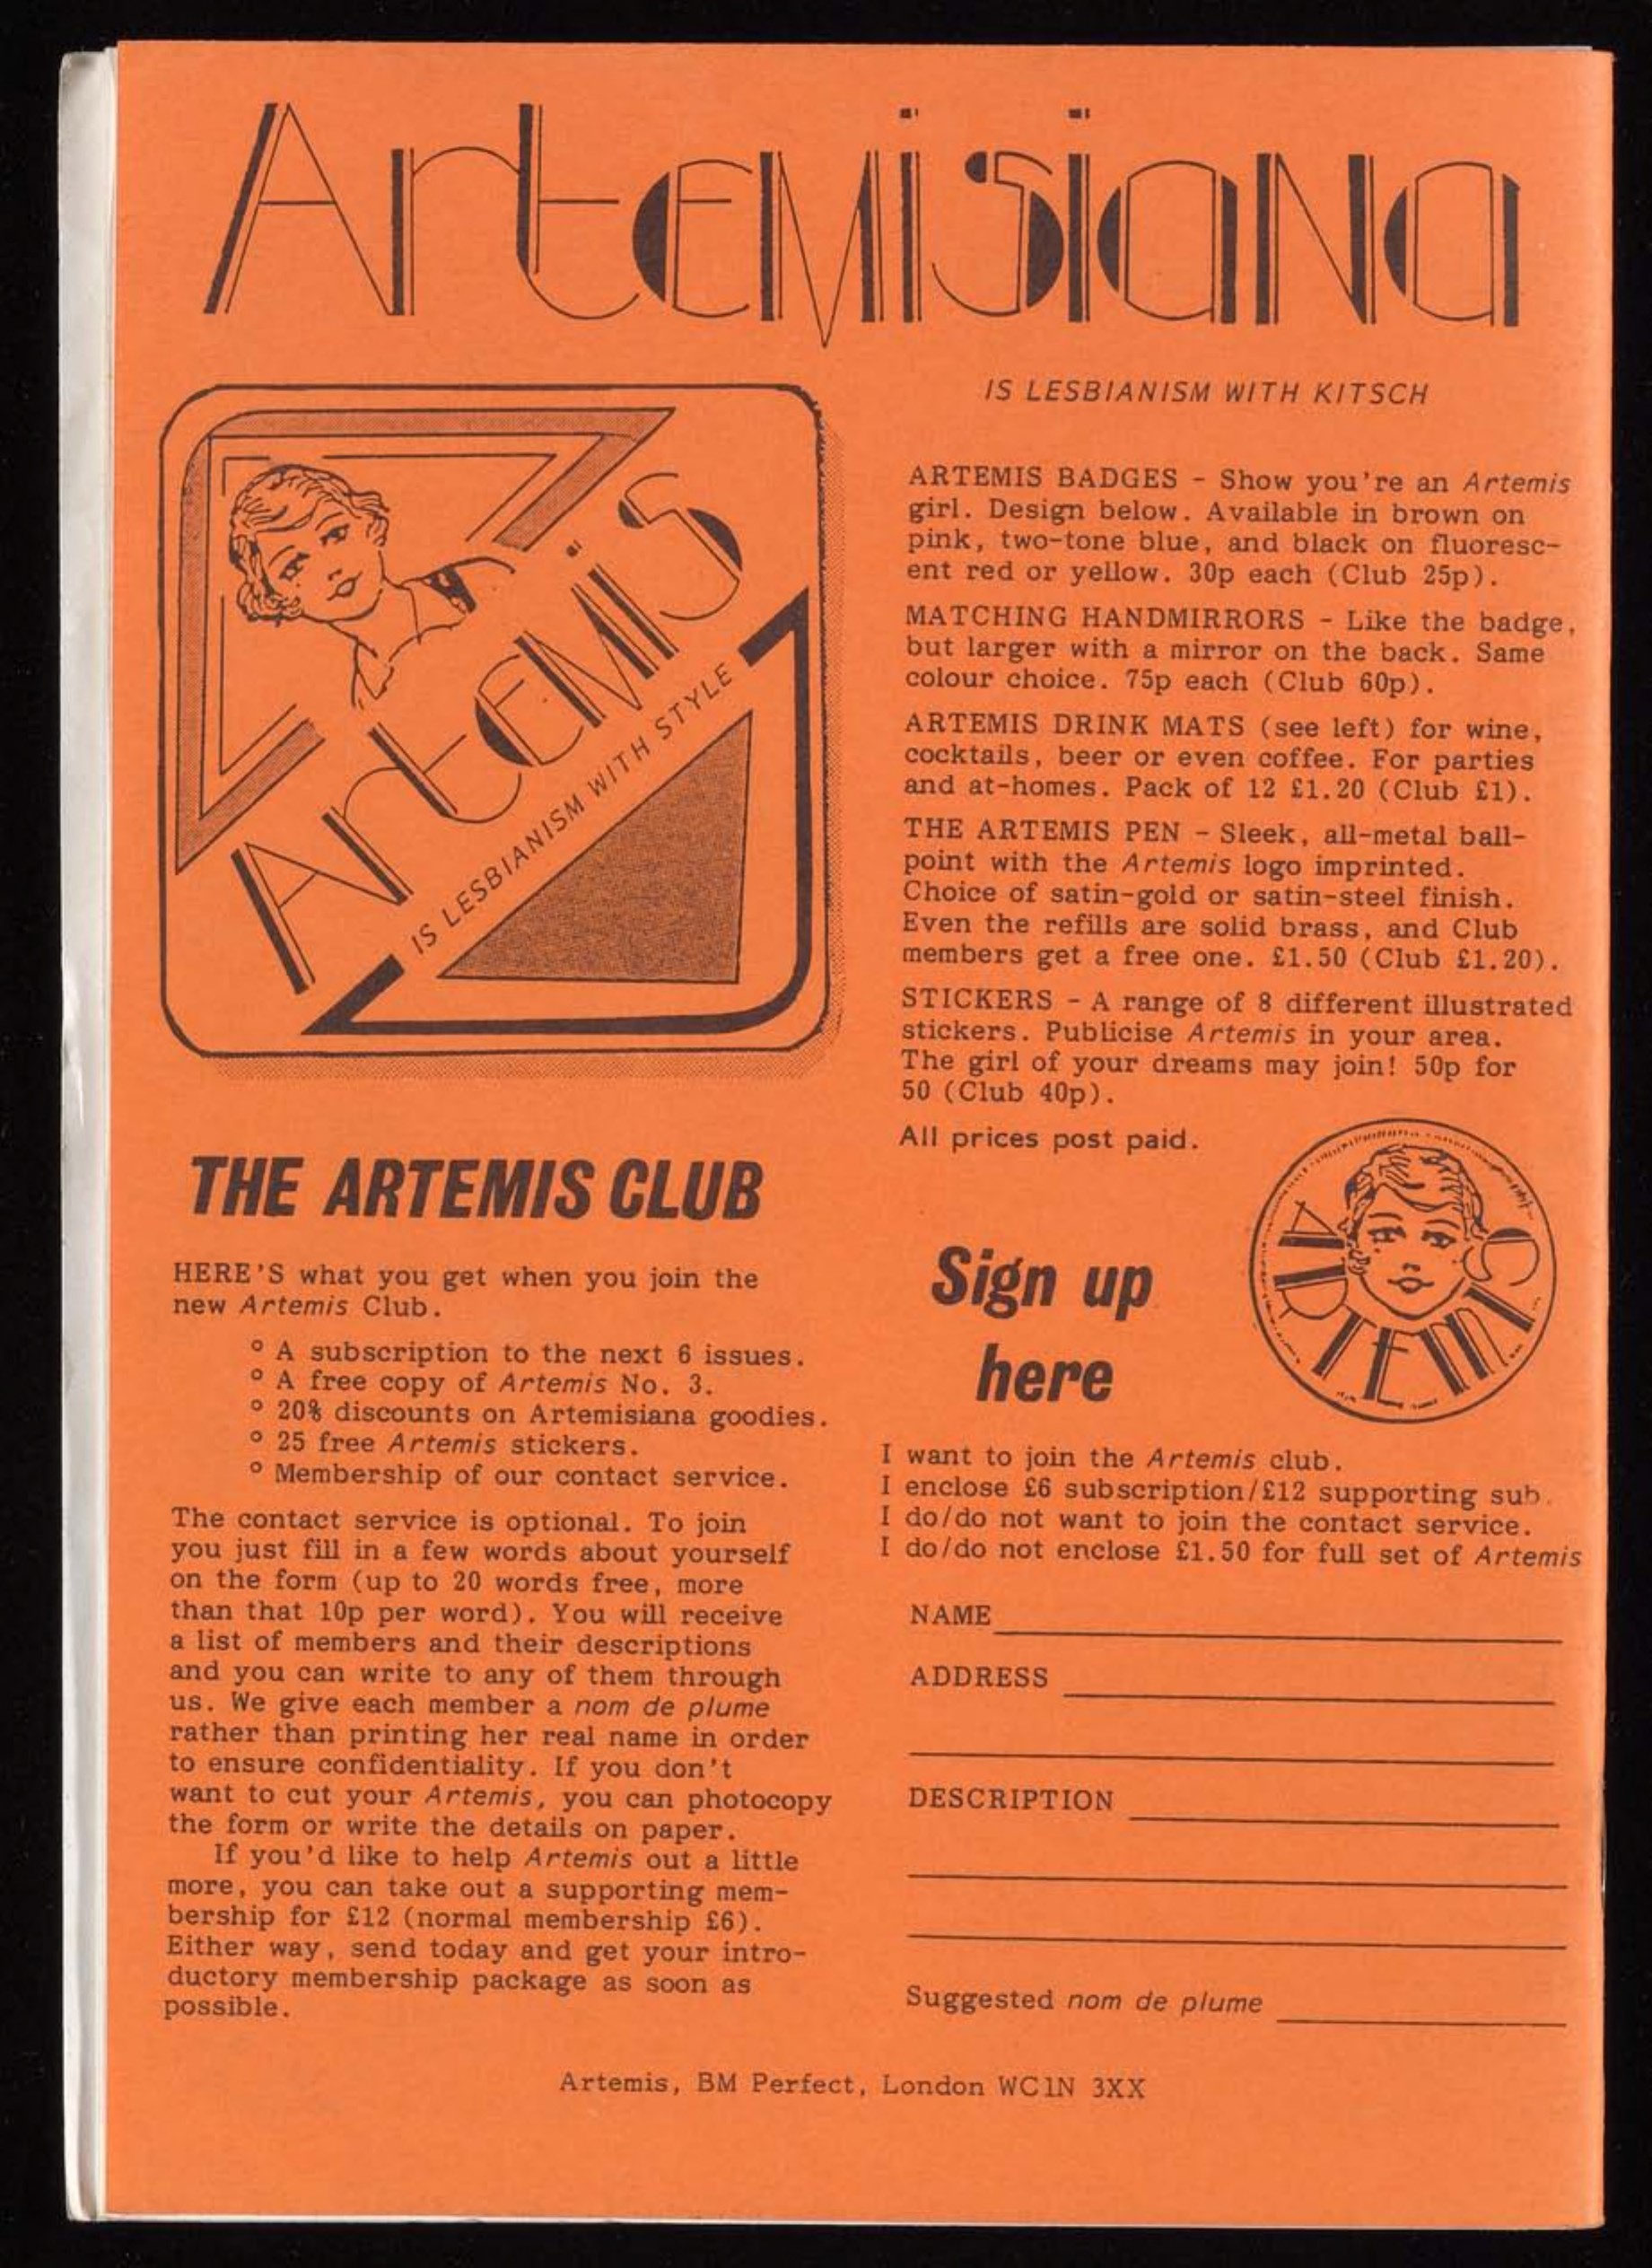 Artemisiana
IS LESBIANISM WITH KITSCH
Artemis
IS LESBIANISM WITH STYLE
ARTEMIS BADGES - Show you're an Artemis
girl. Design below. Available in brown on
pink, two-tone blue, and black on fluoresc-
ent red or yellow. 30p each (Club 25p).
MATCHING HANDMIRRORS - Like the badge,
but larger with a mirror on the back. Same
colour choice. 75p each (Club 60p).
ARTEMIS DRINK MATS (see left) for wine,
cocktails, beer or even coffee. For parties
and at-homes. Pack of 12 £1.20 (Club £1).
THE ARTEMIS PEN - Sleek, all-metal ball-
point with the Artemis logo imprinted.
Choice of satin-gold or satin-steel finish.
Even the refills are solid brass, and Club
members get a free one. £1.50 (Club £1.20).
STICKERS - A range of 8 different illustrated
stickers. Publicise Artemis in your area.
The girl of your dreams may join! 50p for
50 (Club 40p).
All prices post paid.
THE ARTEMIS CLUB
HERE'S what you get when you join the
new Artemis Club.
° A subscription to the next 6 issues.
° A free copy of Artemis No. 3.
° 20% discounts on Artemisiana goodies.
° 25 free Artemis stickers.
° Membership of our contact service.
The contact service is optional. To join
you just fill in a few words about yourself
on the form (up to 20 words free, more
than that 10p per word). You will receive
a list of members and their descriptions
and you can write to any of them through
us. We give each member a nom de plume
rather than printing her real name in order
to ensure confidentiality. If you don't
want to cut your Artemis, you can photocopy
the form or write the details on paper.
If you'd like to help Artemis out a little
more, you can take out a supporting mem-
bership for £12 (normal membership £6).
Either way, send today and get your intro-
ductory membership package as soon as
possible.
Sign up
here
Artemis
I want to join the Artemis club.
I enclose £6 subscription/£12 supporting sub.
I do/do not want to join the contact service.
I do/do not enclose £1.50 for full set of Artemis
NAME
ADDRESS
DESCRIPTION
Suggested nom de plume
Artemis, BM Perfect, London WC1N 3XX